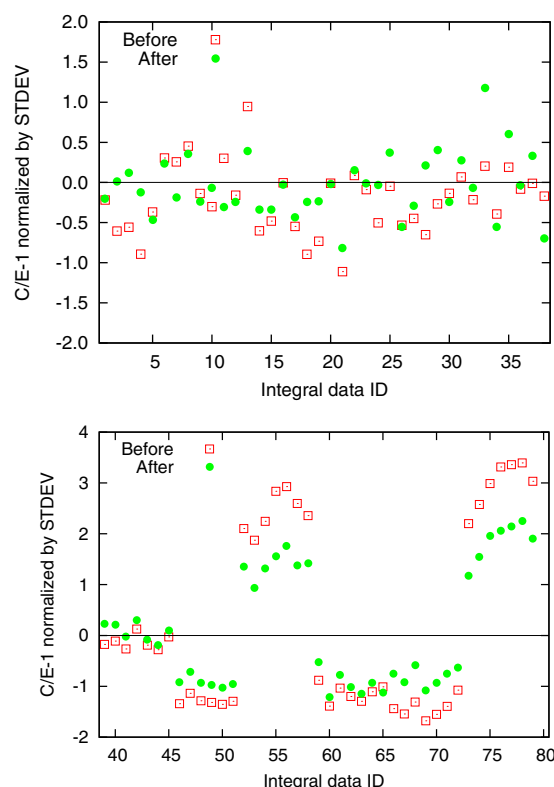 2.0
1.5
1.0
0.5
0.0
-0.5
-1.0
-1.5
-2.0
C/E-1 normalized by STDEV
Before
After
5 10 15 20 25 30 35
Integral data ID
4
3
2
1
0
-1
-2
C/E-1 normalized by STDEV
Before
After
40 45 50 55 60 65 70 75 80
Integral data ID